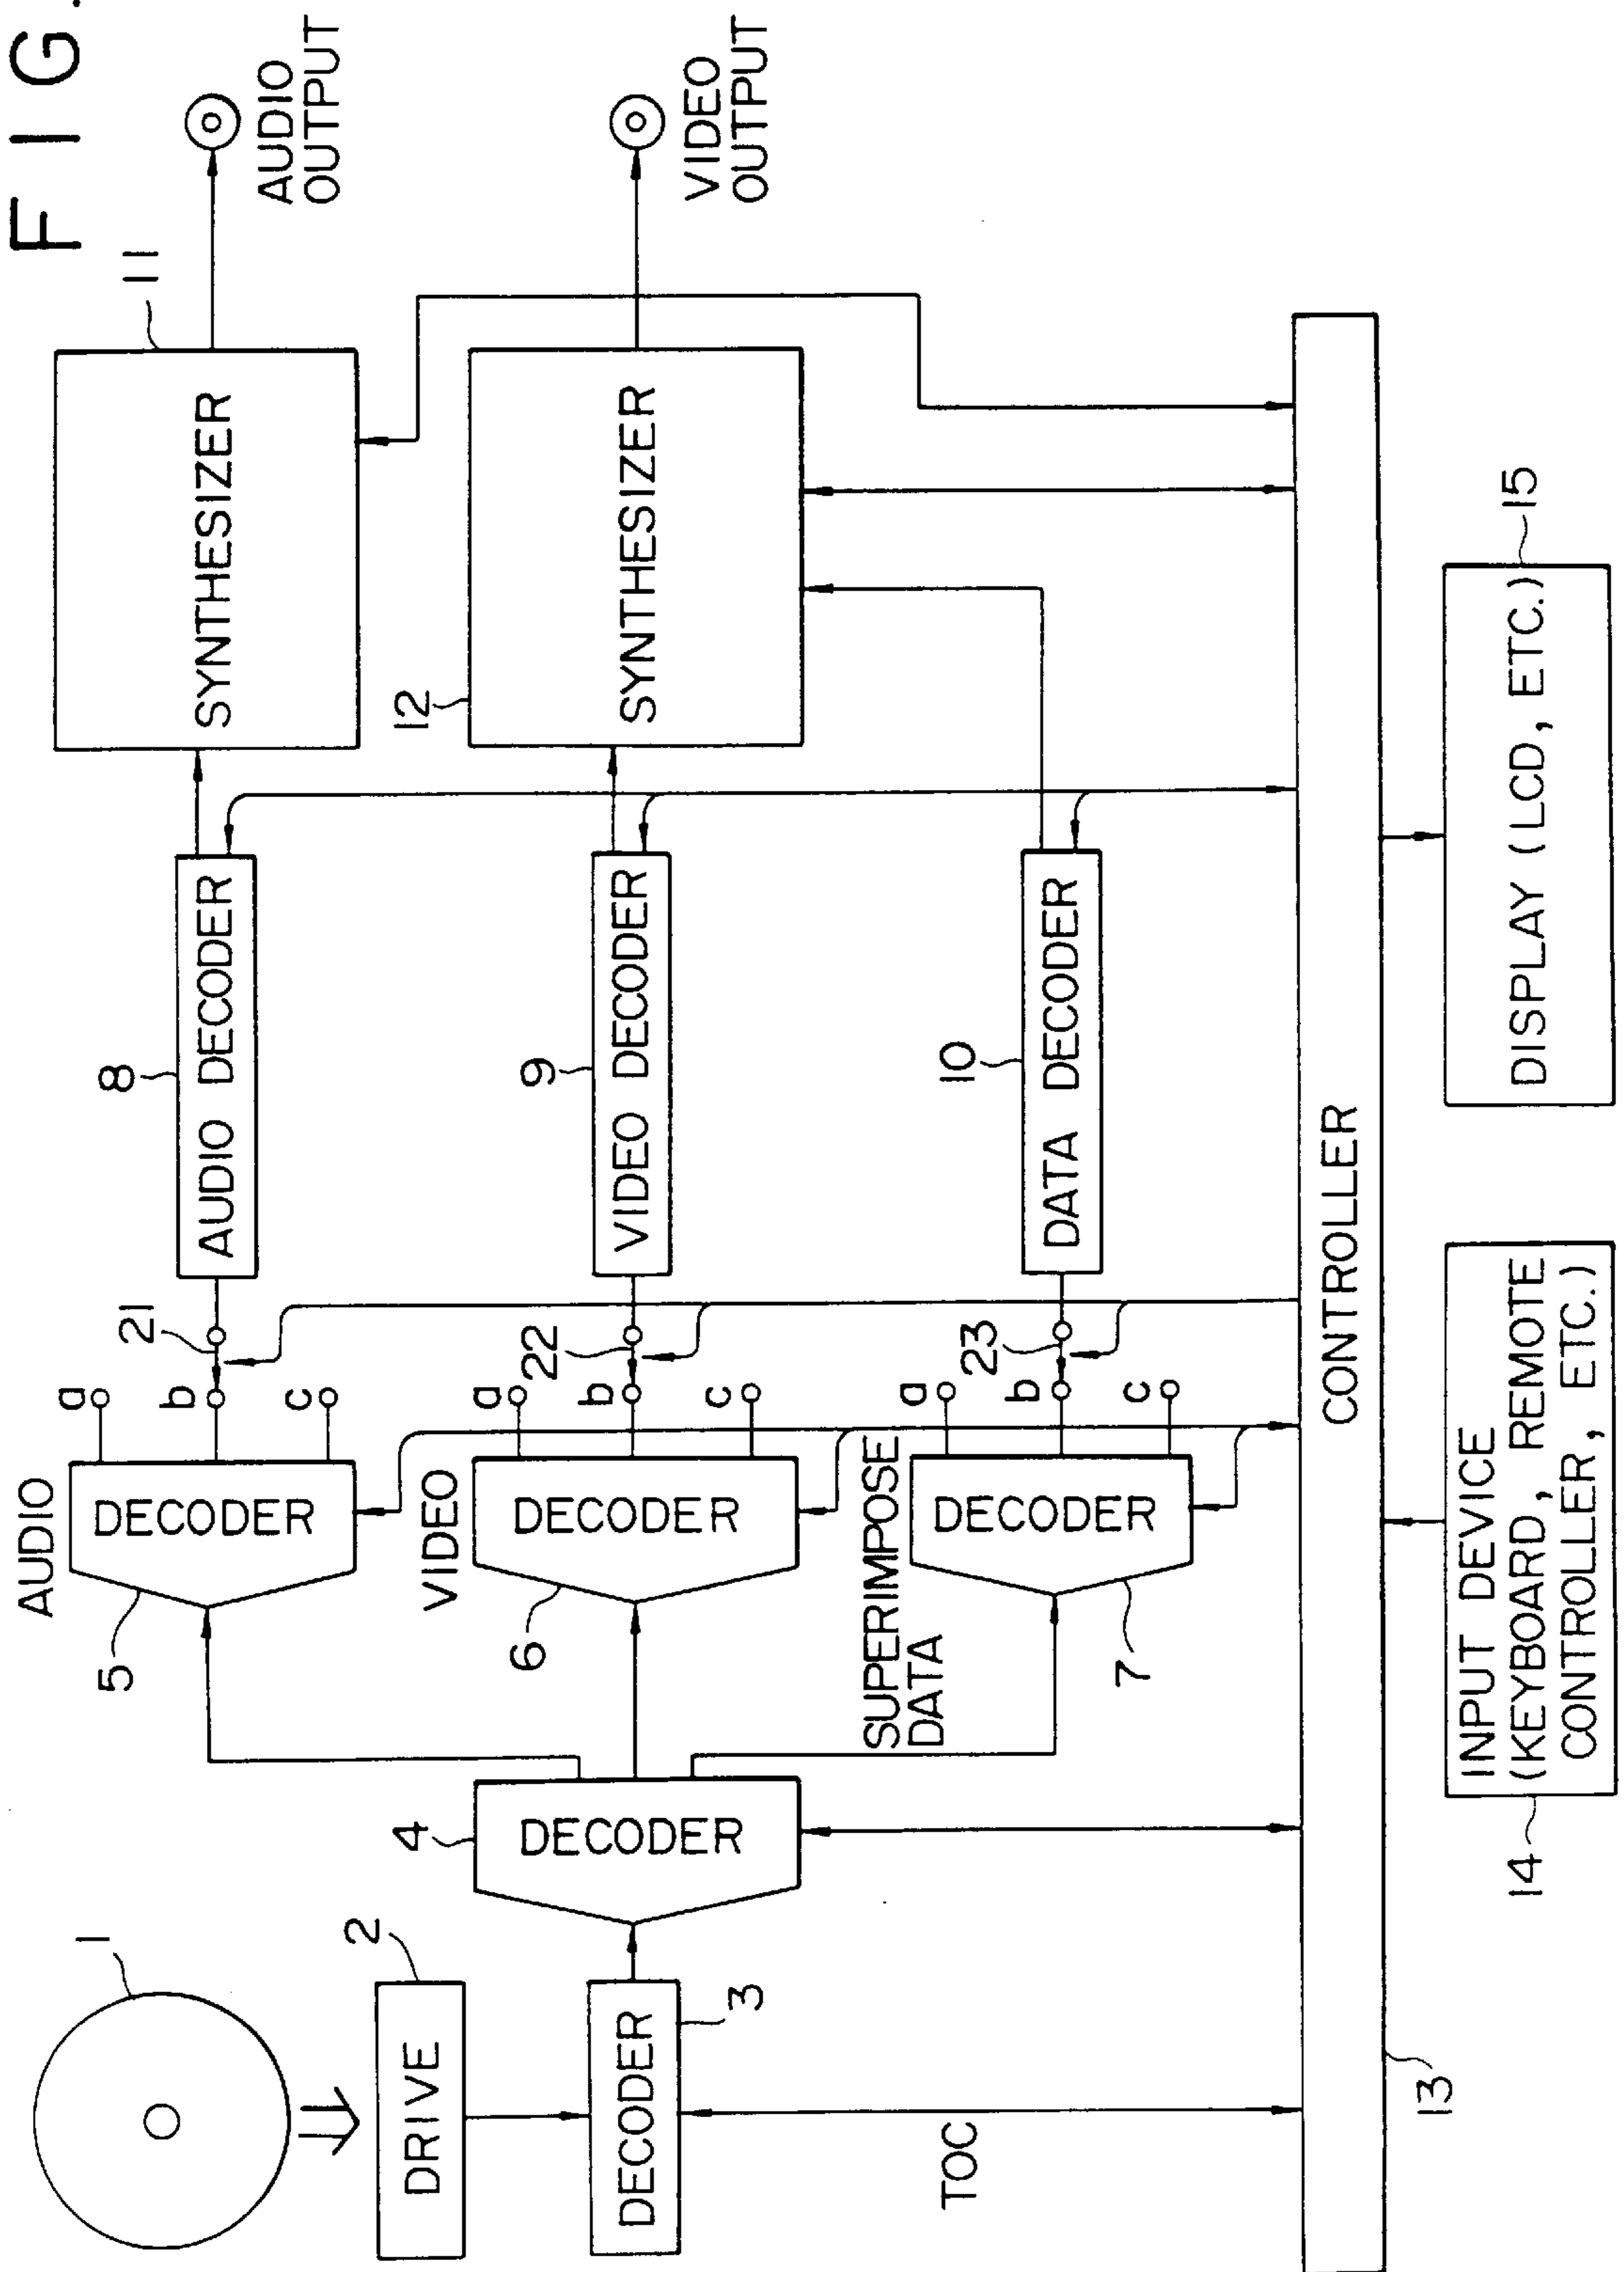 FIG.
1
2
DRIVE
DECODER
3
TOC
4
DECODER
AUDIO
5
DECODER
a
b
c
21
8
AUDIO DECODER
11
SYNTHESIZER
AUDIO
OUTPUT
VIDEO
6
DECODER
a
b
c
22
9
VIDEO DECODER
12
SYNTHESIZER
VIDEO
OUTPUT
SUPERIMPOSE
DATA
7
DECODER
a
b
c
23
10
DATA DECODER
CONTROLLER
13
14
INPUT DEVICE
(KEYBOARD, REMOTE
CONTROLLER, ETC.)
DISPLAY (LCD, ETC.)
15